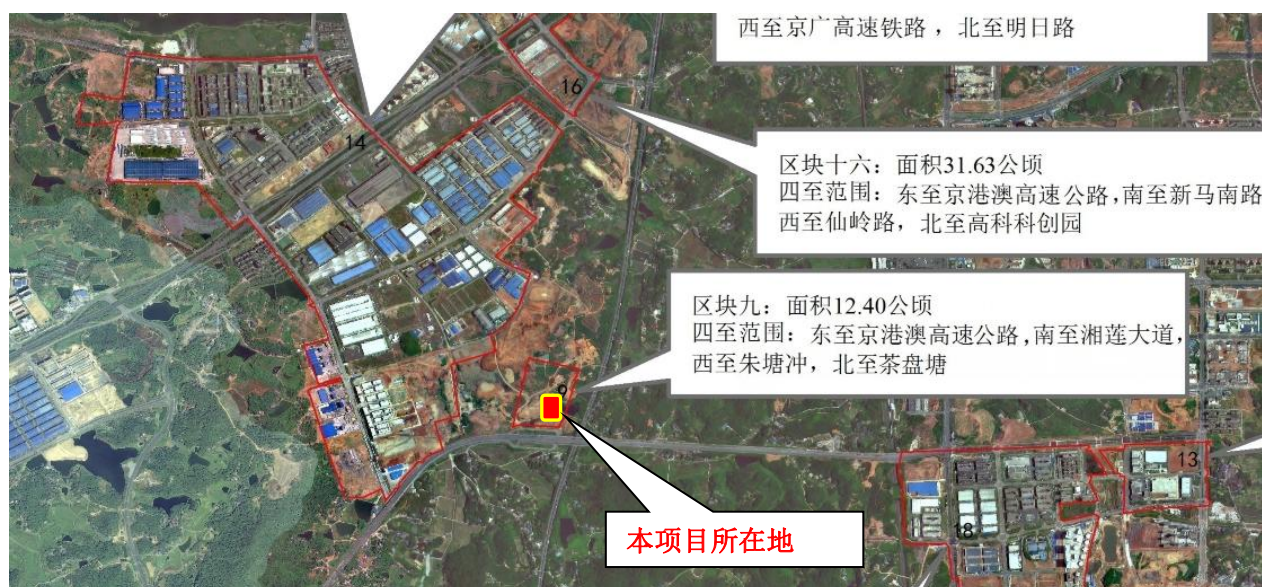 西至京广高速铁路，北至明日路
16
14
区块十六：面积31.63公顷
四至范围：东至京港澳高速公路,南至新马南路
西至仙岭路，北至高科科创园
区块九：面积12.40公顷
四至范围：东至京港澳高速公路,南至湘莲大道,
西至朱塘冲，北至茶盘塘
9
13
18
本项目所在地